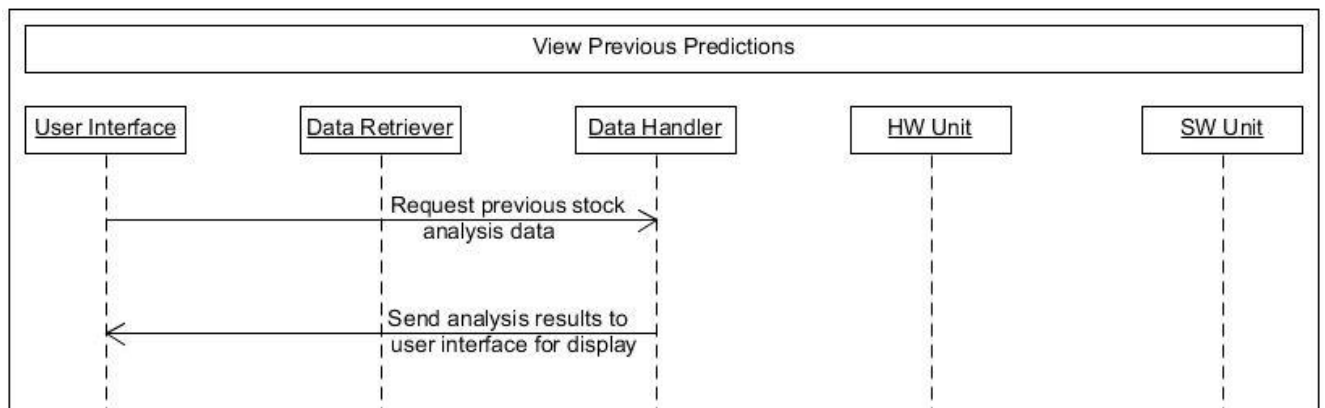 View Previous Predictions
User Interface
Data Retriever
Data Handler
HW Unit
SW Unit
Request previous stock
analysis data
Send analysis results to
user interface for display